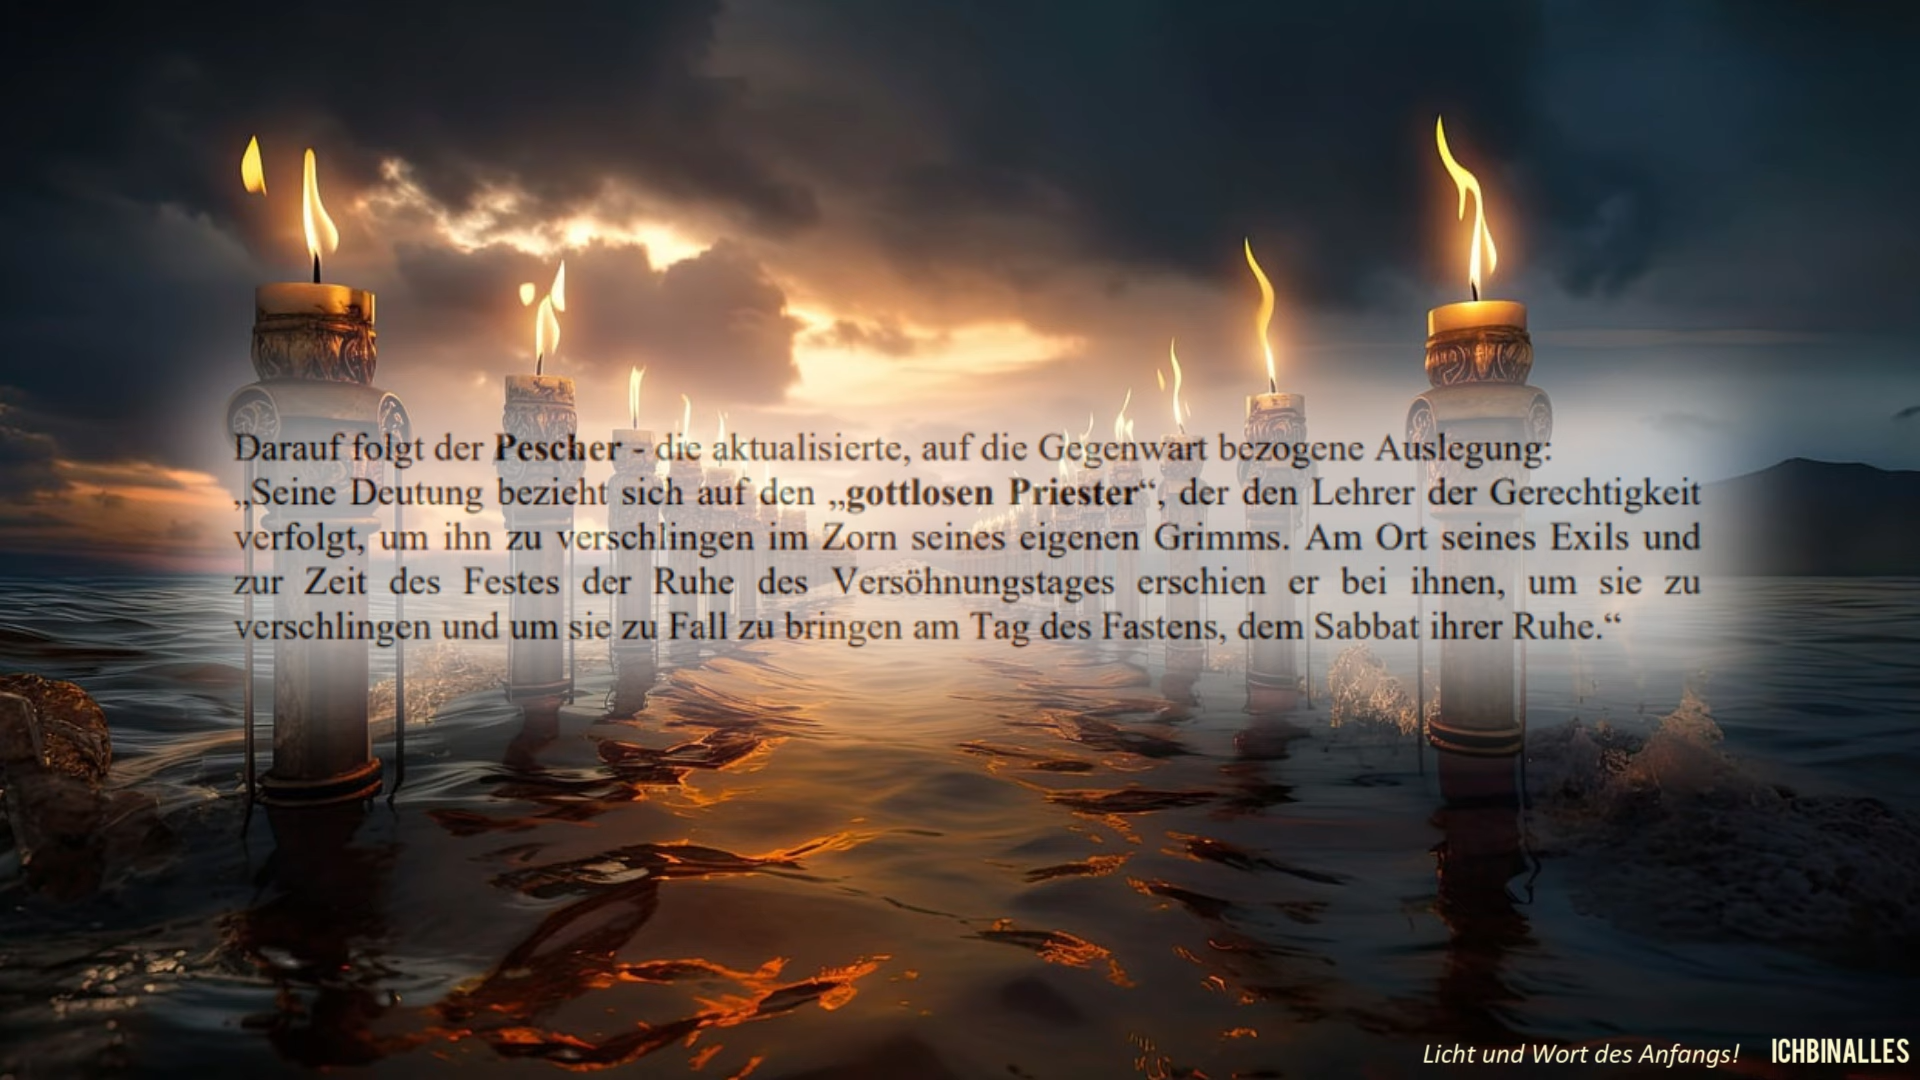 Darauf folgt der Pescher - die aktualisierte, auf die Gegenwart bezogene Auslegung:
„Seine Deutung bezieht sich auf den „gottlosen Priester“, der den Lehrer der Gerechtigkeit
verfolgt, um ihn zu verschlingen im Zorn seines eigenen Grimms. Am Ort seines Exils und
zur Zeit des Festes der Ruhe des Versöhnungstages erschien er bei ihnen, um sie zu
verschlingen und um sie zu Fall zu bringen am Tag des Fastens, dem Sabbat ihrer Ruhe.“
Licht und Wort des Anfangs! ICHBINALLES